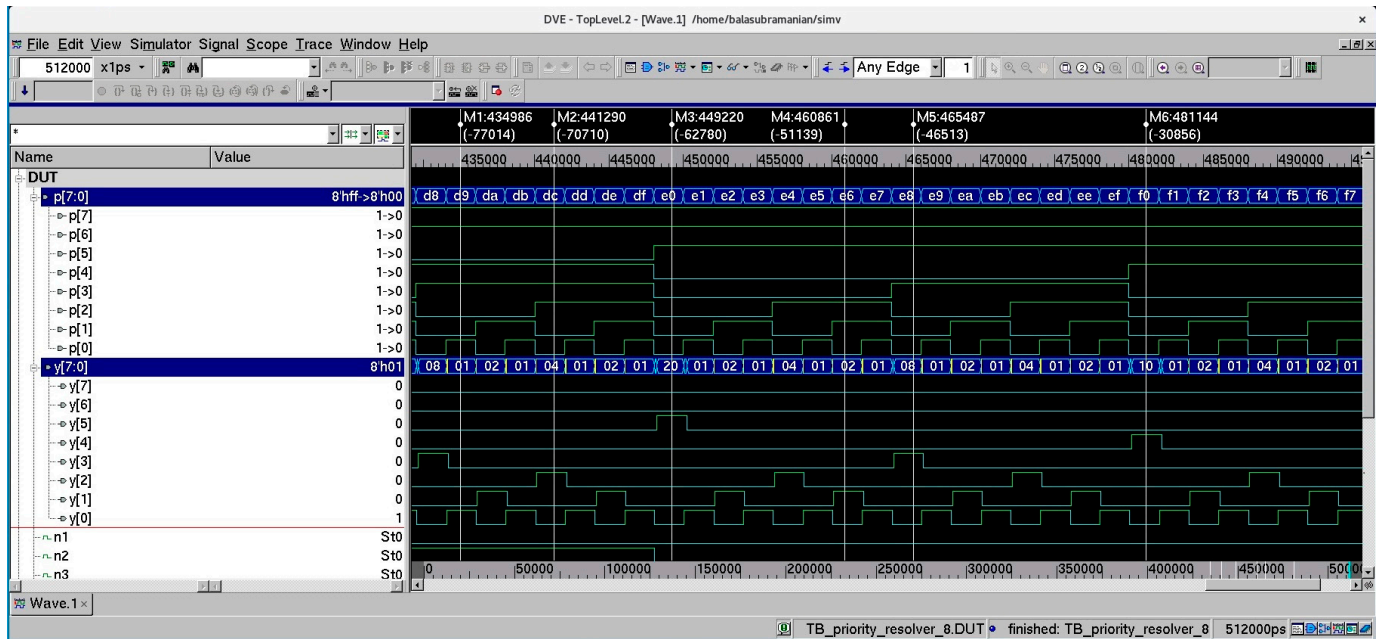 DVE - TopLevel.2 - [Wave.1] /home/balasubramanian/simv
File Edit View Simulator Signal Scope Trace Window Help
512000 x1ps Any Edge 1
M1:434986 M2:441290 M3:449220 M4:460861 M5:465487 M6:481144
* (-77014) (-70710) (-62780) (-51139) (-46513) (-30856)
Name Value 435000 440000 445000 450000 455000 460000 465000 470000 475000 480000 485000 490000
DUT
p[7:0] 8'hff->8'h00 d8 d9 da db dc dd de df e0 e1 e2 e3 e4 e5 e6 e7 e8 e9 ea eb ec ed ee ef f0 f1 f2 f3 f4 f5 f6 f7
p[7] 1->0
p[6] 1->0
p[5] 1->0
p[4] 1->0
p[3] 1->0
p[2] 1->0
p[1] 1->0
p[0] 1->0
y[7:0] 8'h01 08 01 02 01 04 01 02 01 20 01 02 01 04 01 02 01 08 01 02 01 04 01 02 01 10 01 02 01 04 01 02 01
y[7] 0
y[6] 0
y[5] 0
y[4] 0
y[3] 0
y[2] 0
y[1] 0
y[0] 1
n1 St0
n2 St0
n3 St0 0 50000 100000 150000 200000 250000 300000 350000 400000 450000
Wave.1
TB_priority_resolver_8.DUT finished: TB_priority_resolver_8 512000ps